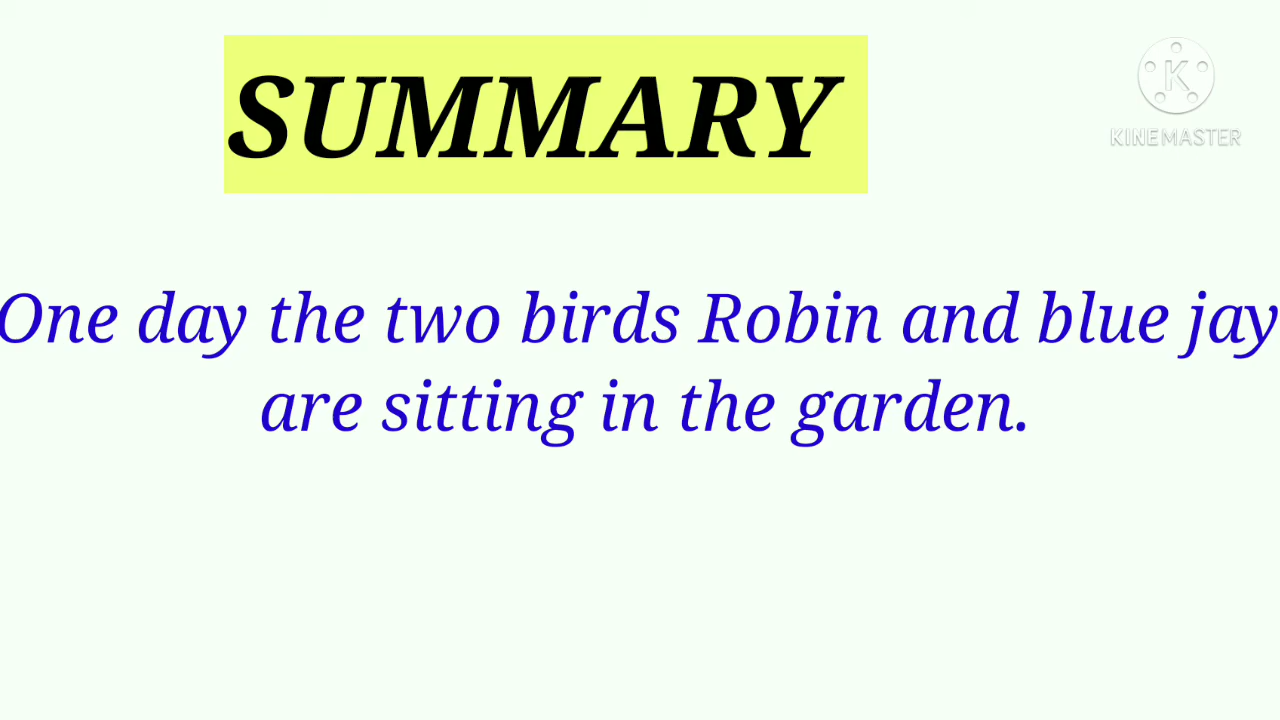 SUMMARY
KINEMASTER
One day the two birds Robin and blue jay
are sitting in the garden.